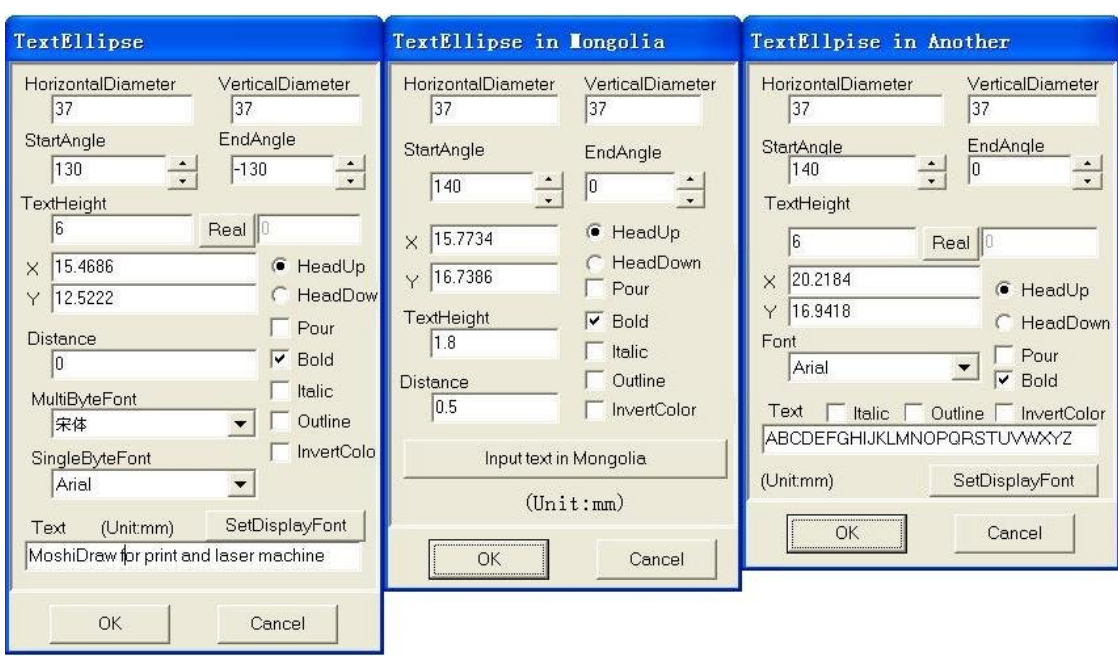 TextEllipse
HorizontalDiameter VerticalDiameter
37 37
StartAngle EndAngle
130 -130
TextHeight
6 Real 0
X 15.4686 HeadUp
Y 12.5222 HeadDow
Pour
Distance
0 Bold
Italic
MultiByteFont
宋体 Outline
SingleByteFont InvertColo
Arial
Text (Unit:mm) SetDisplayFont
MoshiDraw for print and laser machine
OK Cancel
TextEllipse in Mongolia
HorizontalDiameter VerticalDiameter
37 37
StartAngle EndAngle
140 0
X 15.7734 HeadUp
HeadDown
Y 16.7386 Pour
TextHeight Bold
1.8 Italic
Distance Outline
0.5 InvertColor
Input text in Mongolia
(Unit:mm)
OK Cancel
TextEllpise in Another
HorizontalDiameter VerticalDiameter
37 37
StartAngle EndAngle
140 0
TextHeight
6 Real 0
X 20.2184 HeadUp
Y 16.9418 HeadDown
Font Pour
Arial Bold
Text Italic Outline InvertColor
ABCDEFGHIJKLMNOPQRSTUVWXYZ
(Unit:mm) SetDisplayFont
OK Cancel